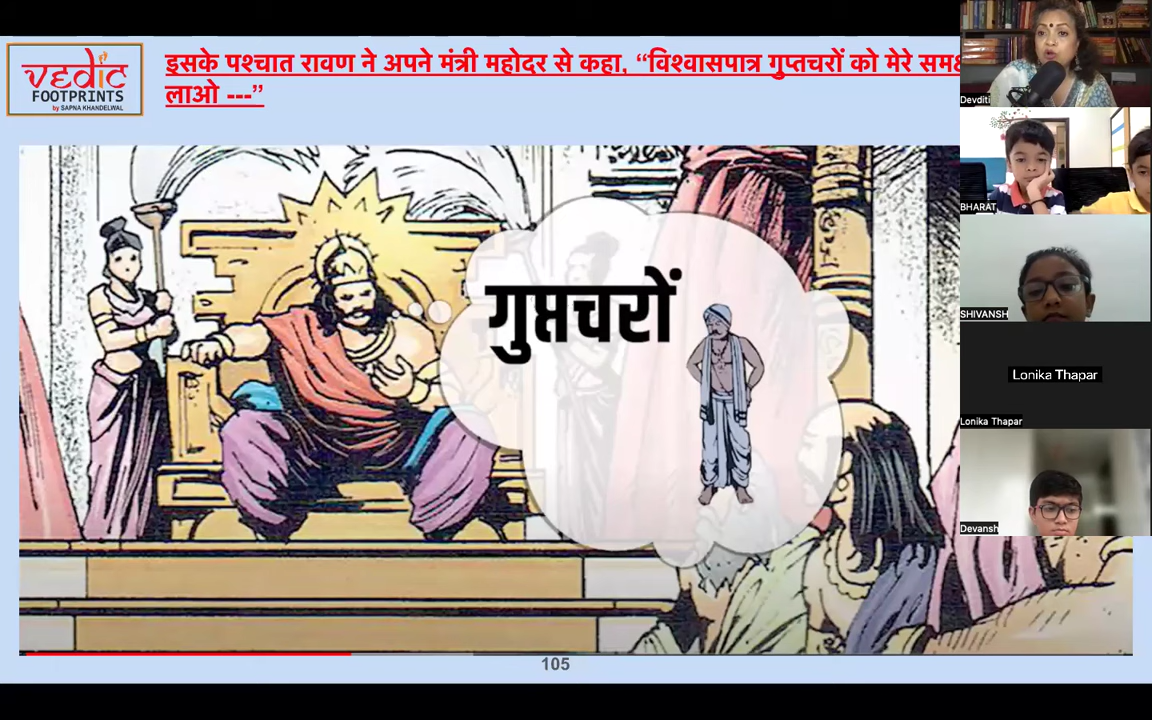 vedic
FOOTPRINTS
by SAPNA KHANDELWAL
इसके पश्चात रावण ने अपने मंत्री महोदर से कहा, “विश्वासपात्र गुप्तचरों को मेरे
लाओ ---”
गुप्तचरों
105
Devditi
BHARAT
SHIVANSH
Lonika Thapar
Lonika Thapar
Devansh